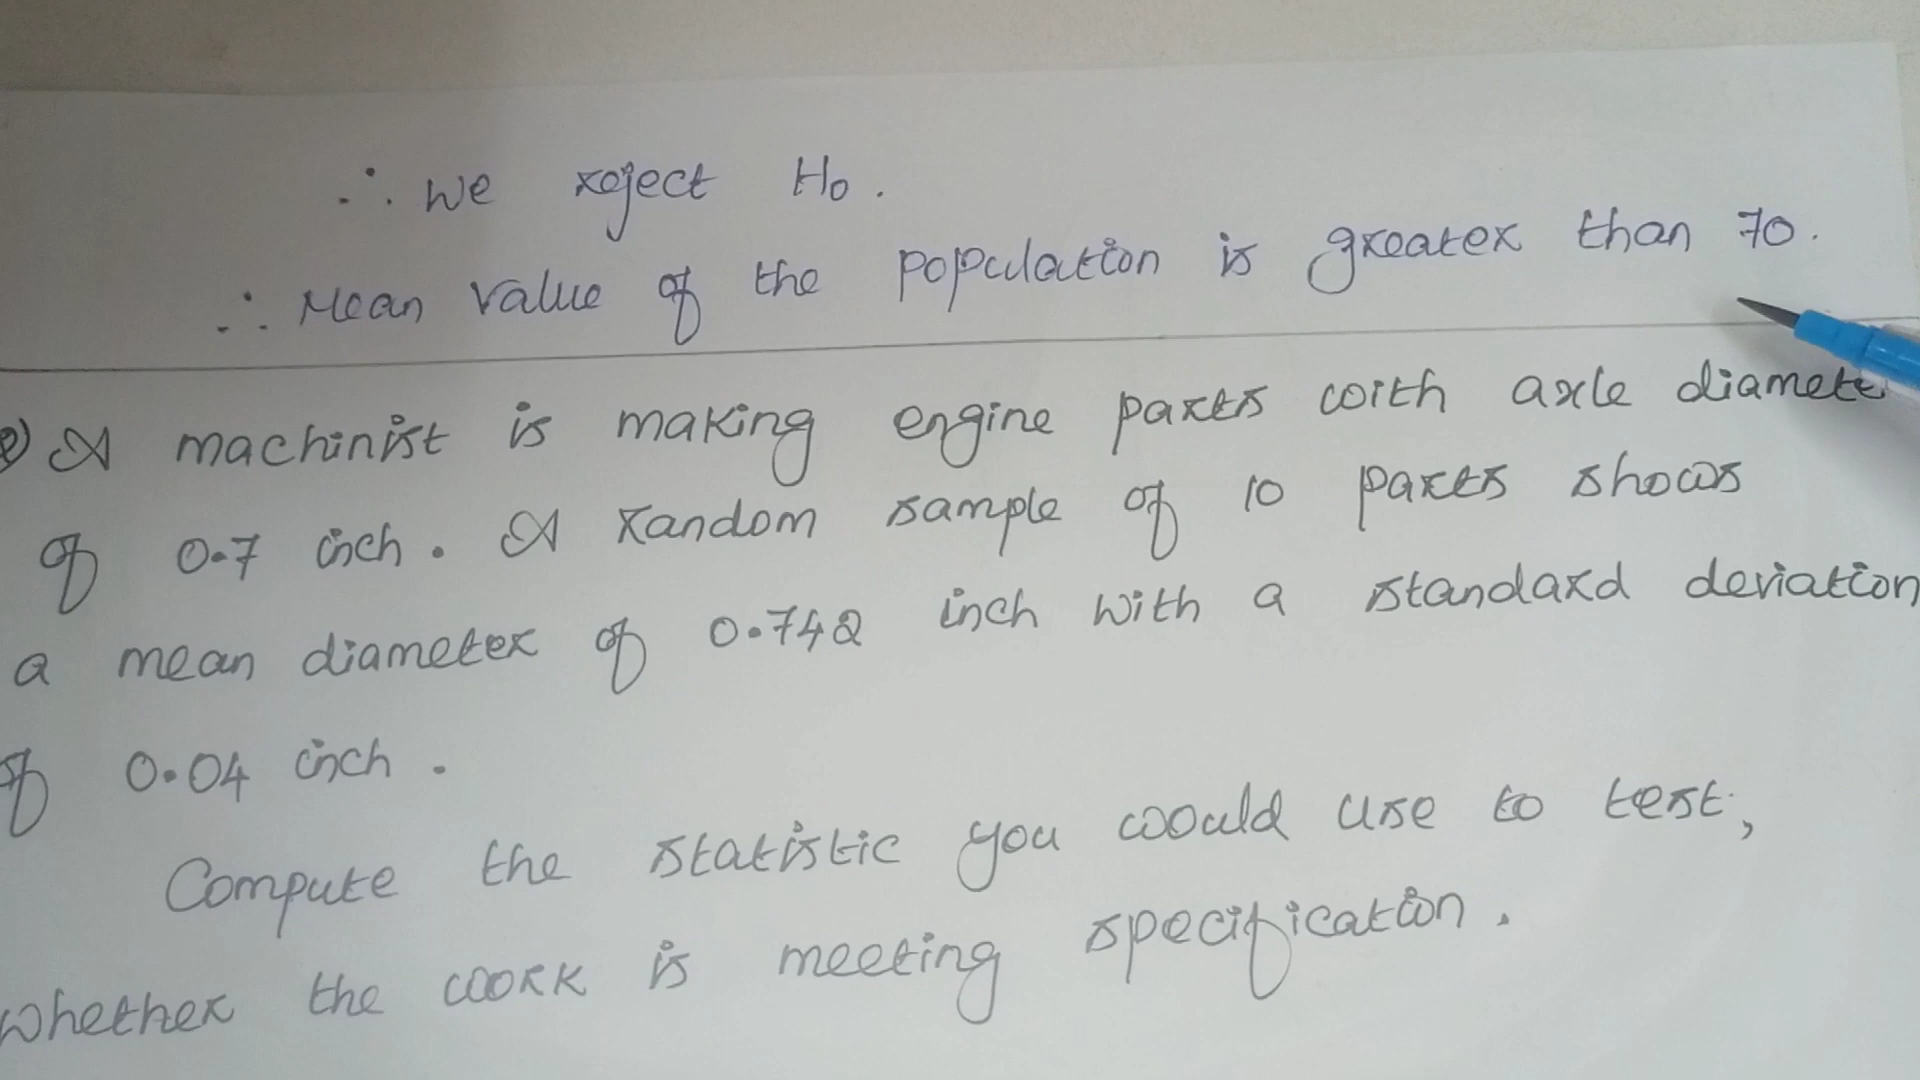 ∴ We reject H₀.
∴ Mean value of the population is greater than 70.
2) A machinist is making engine parts with axle diamete
of 0.7 inch. A random sample of 10 parts shows
a mean diameter of 0.742 inch with a standard deviation
of 0.04 inch.
Compute the statistic you would use to test,
whether the work is meeting specification.